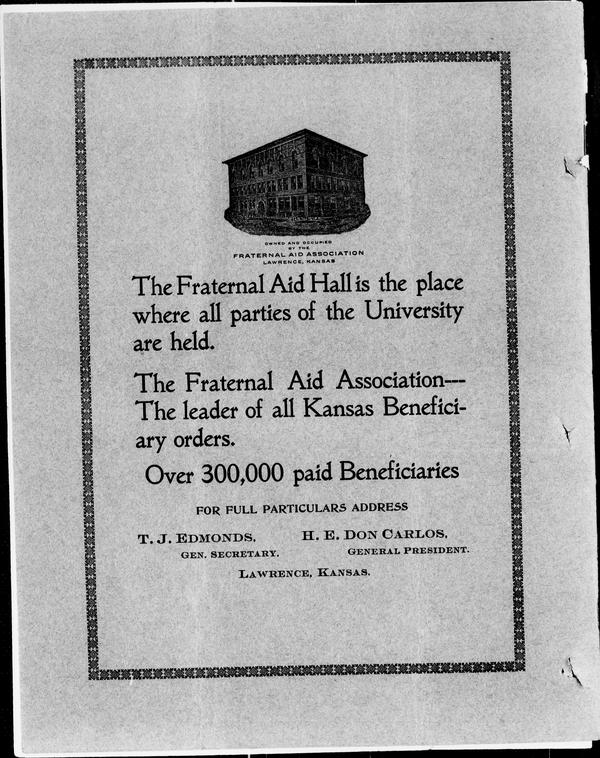 OWNED AND OCCUPIED
BY THE
FRATERNAL AID ASSOCIATION
LAWRENCE, KANSAS
The Fraternal Aid Hall is the place
where all parties of the University
are held.
The Fraternal Aid Association---
The leader of all Kansas Benefici-
ary orders.
Over 300,000 paid Beneficiaries
FOR FULL PARTICULARS ADDRESS
T. J. EDMONDS, H. E. DON CARLOS,
GEN. SECRETARY. GENERAL PRESIDENT.
LAWRENCE, KANSAS.